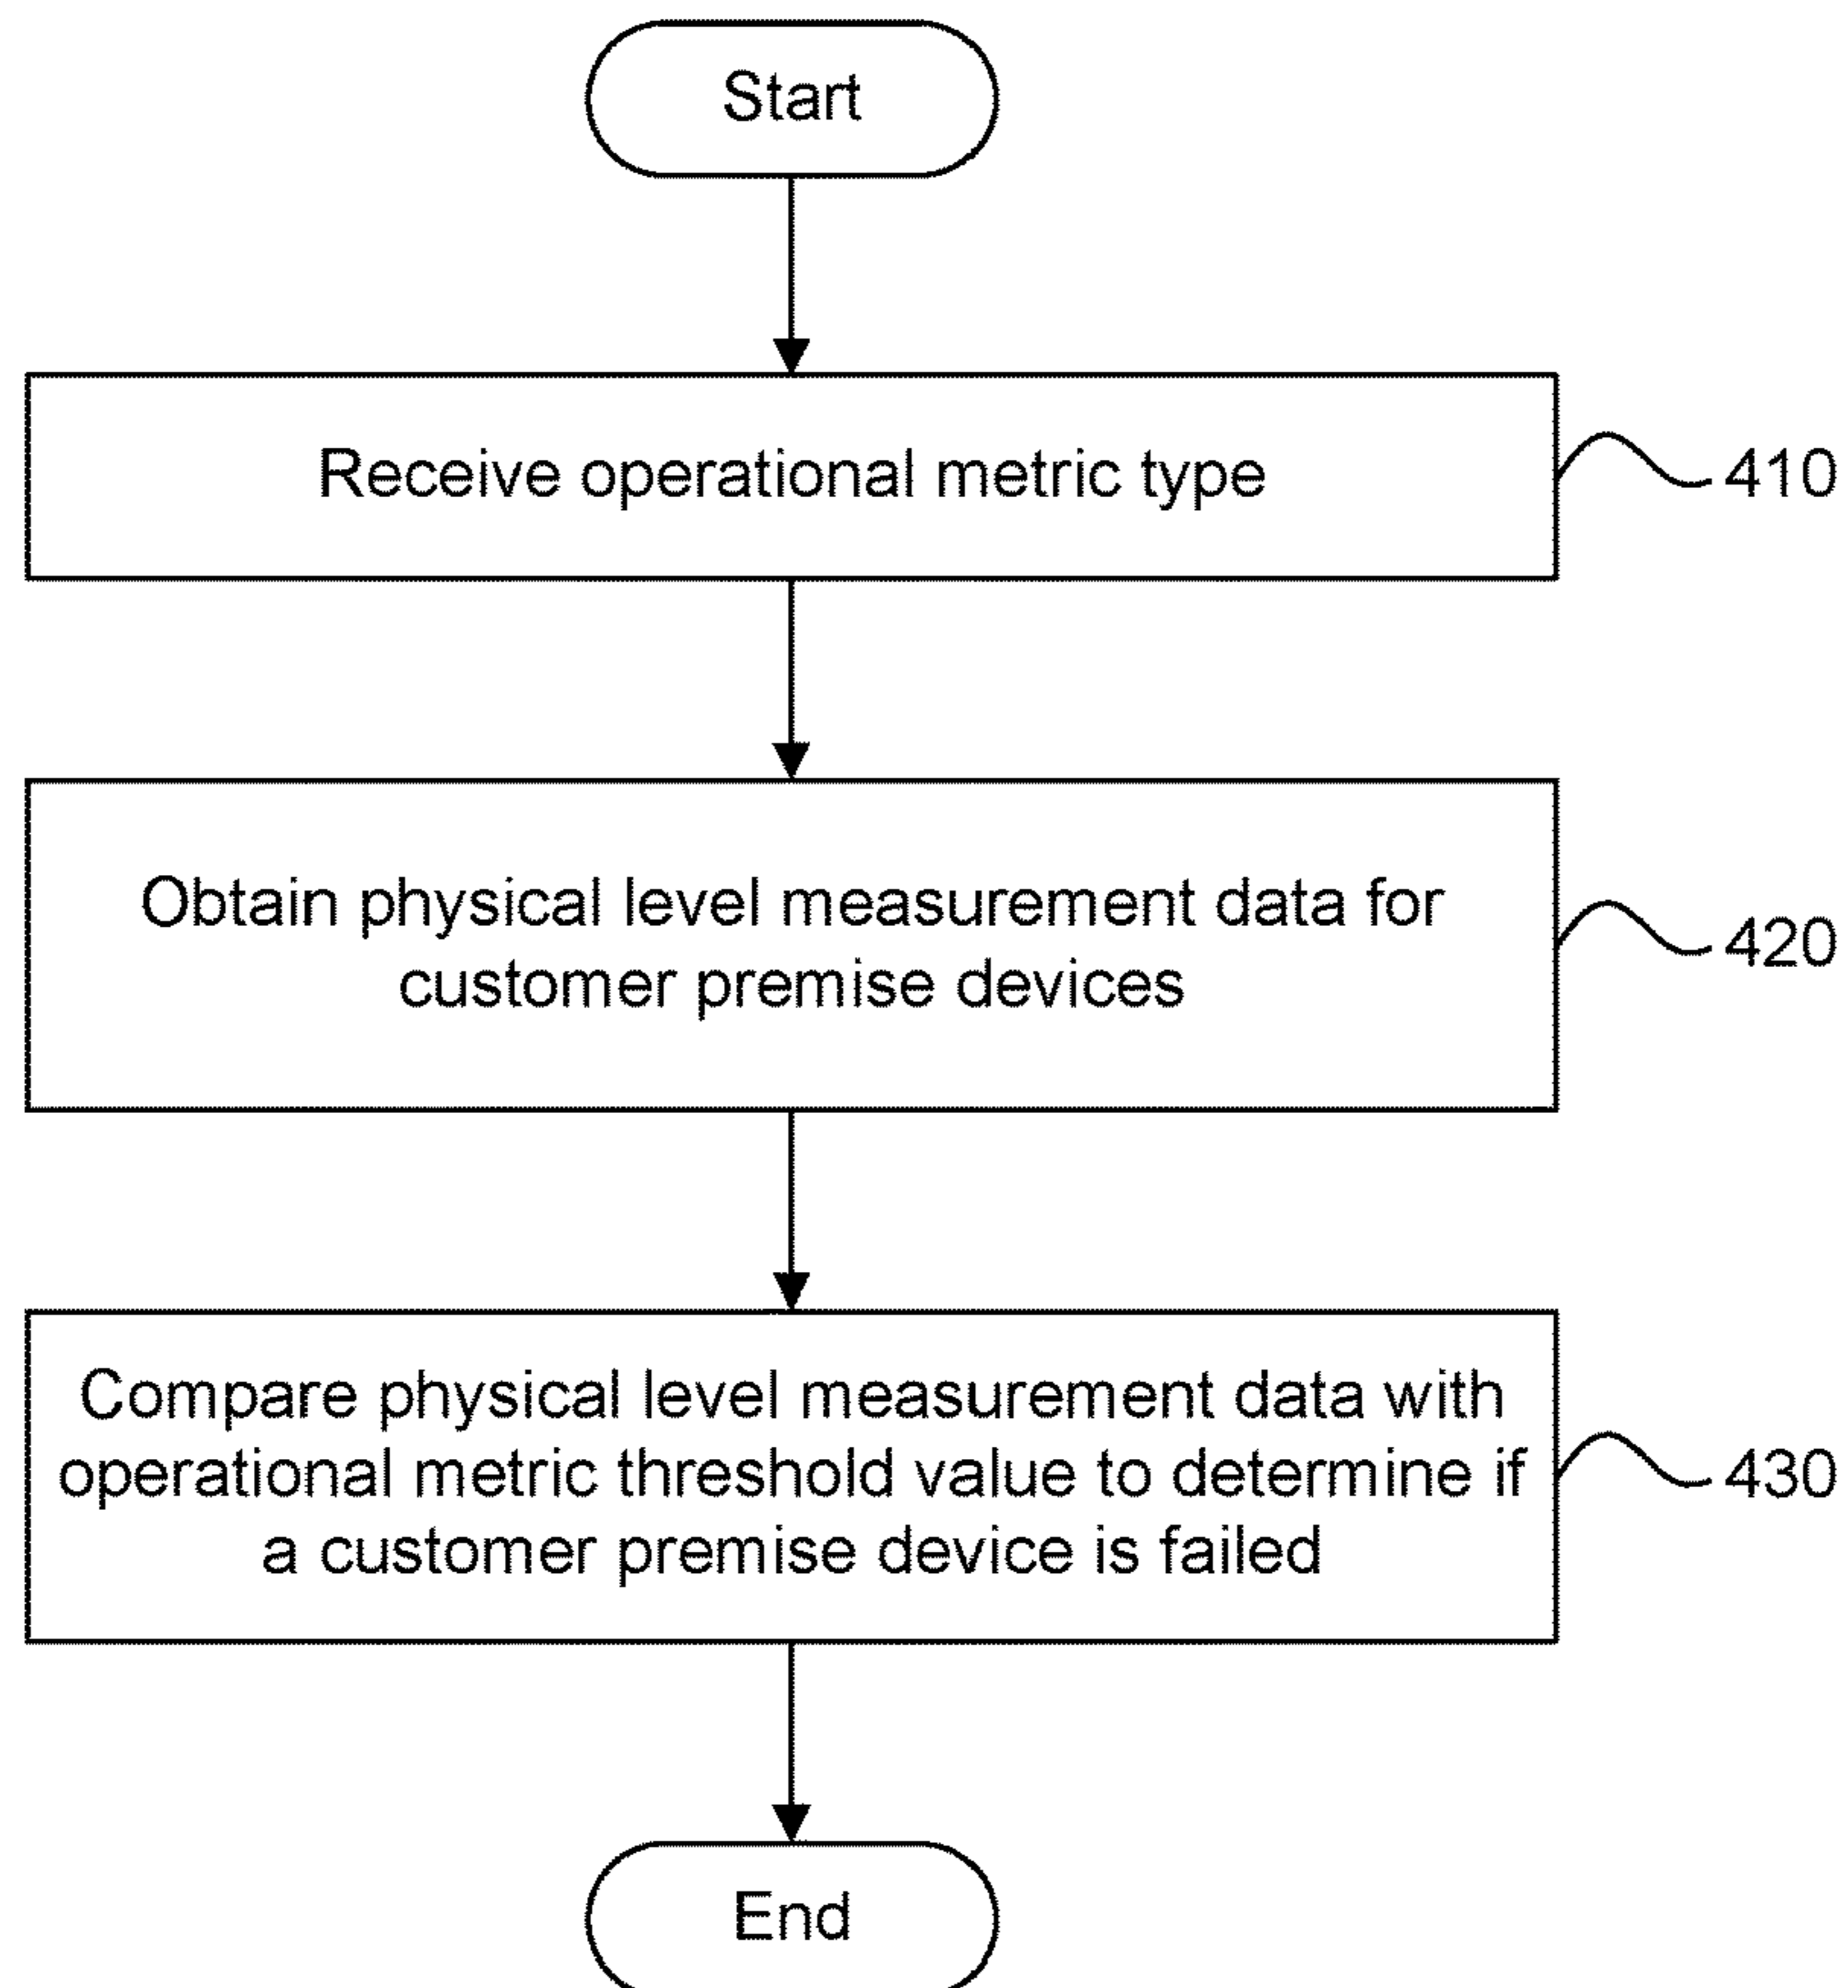 Start
Receive operational metric type
410
Obtain physical level measurement data for
customer premise devices
420
Compare physical level measurement data with
operational metric threshold value to determine if
a customer premise device is failed
430
End